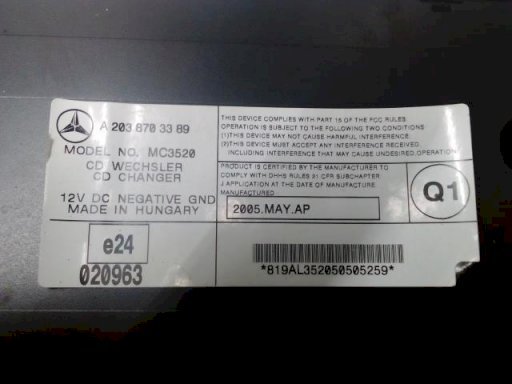 A 203 870 33 89
MODEL NO. MC3520
CD WECHSLER
CD CHANGER
12V DC NEGATIVE GND
MADE IN HUNGARY
e24
020963
THIS DEVICE COMPLIES WITH PART 15 OF THE FCC RULES
OPERATION IS SUBJECT TO THE FOLLOWING TWO CONDITIONS
(1)THIS DEVICE MAY NOT CAUSE HARMFUL INTERFERENCE.
(2)THIS DEVICE MUST ACCEPT ANY INTERFERENCE RECEIVED
INCLUDING INTERFERENCE THAT MAY CAUSE UNDESIRED OPERATION.
PRODUCT IS CERTIFIED BY THE MANUFACTURER TO
COMPLY WITH DHHS RULES 21 CFR SUBCHAPTER
J APPLICATION AT THE DATE OF MANUFACTURE
MANUFACTURED
2005.MAY.AP
Q1
*819AL352050505259*